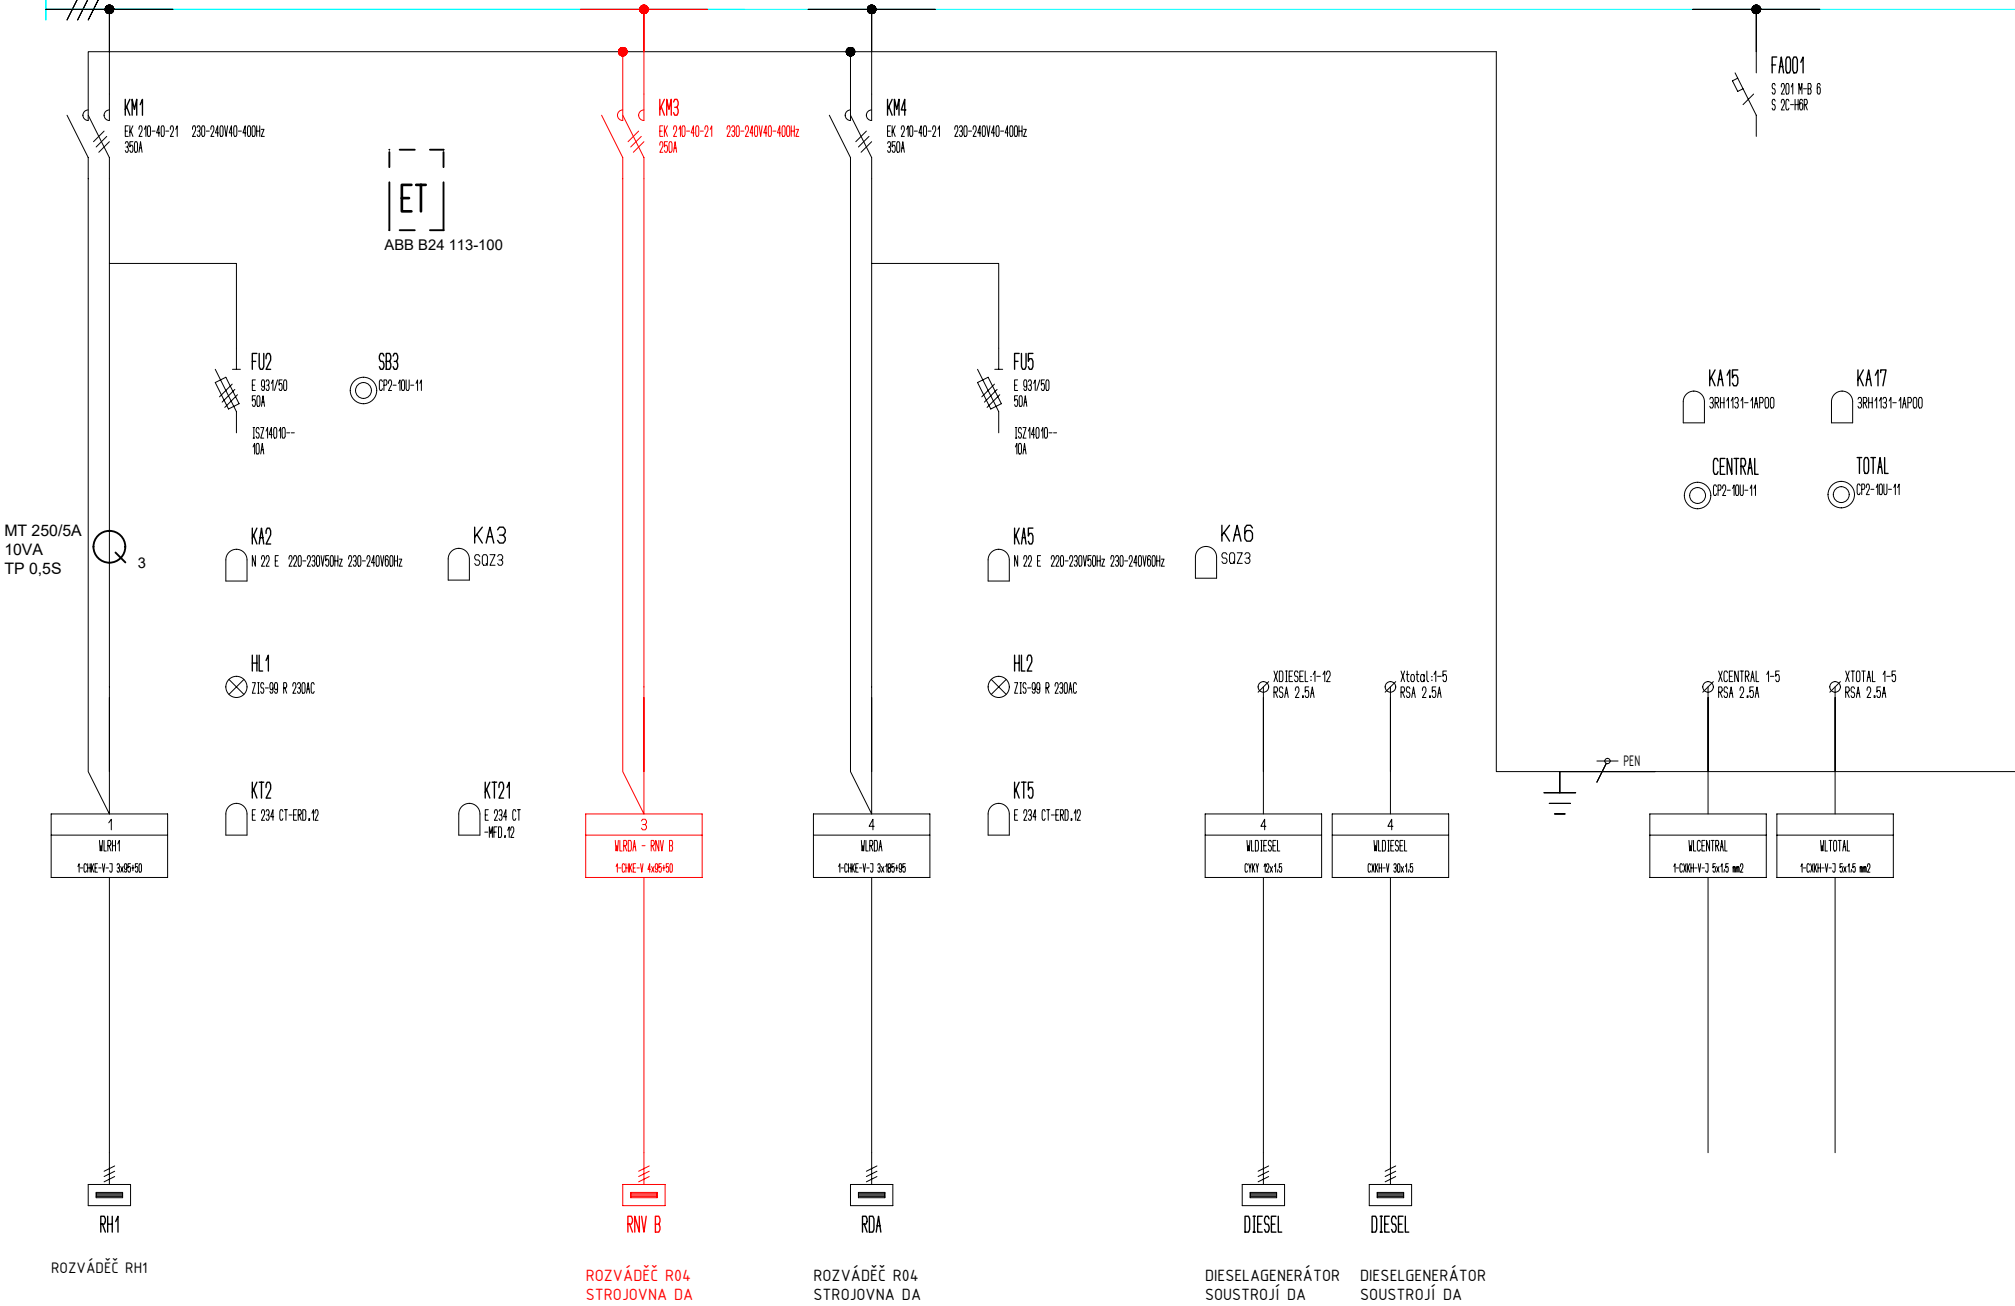 KM1
EK 210-40-21 230-240V40-400Hz
350A
KM3
EK 210-40-21 230-240V40-400Hz
250A
KM4
EK 210-40-21 230-240V40-400Hz
350A
FA001
S 201 M-B 6
S 2C-H6R
ET
ABB B24 113-100
FU2
E 931/50
50A
ISZ14010--
10A
SB3
CP2-10U-11
FU5
E 931/50
50A
ISZ14010--
10A
KA15
3RH1131-1AP00
KA17
3RH1131-1AP00
CENTRAL
CP2-10U-11
TOTAL
CP2-10U-11
MT 250/5A
10VA
TP 0,5S
3
KA2
N 22 E 220-230V50Hz 230-240V60Hz
KA3
SQZ3
KA5
N 22 E 220-230V50Hz 230-240V60Hz
KA6
SQZ3
HL1
ZIS-99 R 230AC
HL2
ZIS-99 R 230AC
XDIESEL:1-12
RSA 2.5A
Xtotal:1-5
RSA 2.5A
XCENTRAL 1-5
RSA 2.5A
XTOTAL 1-5
RSA 2.5A
PEN
KT2
E 234 CT-ERD.12
KT21
E 234 CT
-MFD.12
KT5
E 234 CT-ERD.12
1
WLRH1
1-CHKE-V-J 3x95+50
3
WLRDA - RNV B
1-CHKE-V 4x95+50
4
WLRDA
1-CHKE-V-J 3x185+95
4
WLDIESEL
CYKY 12x1.5
4
WLDIESEL
CXKH-V 30x1.5
WLCENTRAL
1-CXKH-V-J 5x1.5 mm2
WLTOTAL
1-CXKH-V-J 5x1.5 mm2
RH1
RNV B
RDA
DIESEL
DIESEL
ROZVÁDĚČ RH1
ROZVÁDĚČ R04
STROJOVNA DA
ROZVÁDĚČ R04
STROJOVNA DA
DIESELAGENERÁTOR
SOUSTROJÍ DA
DIESELGENERÁTOR
SOUSTROJÍ DA